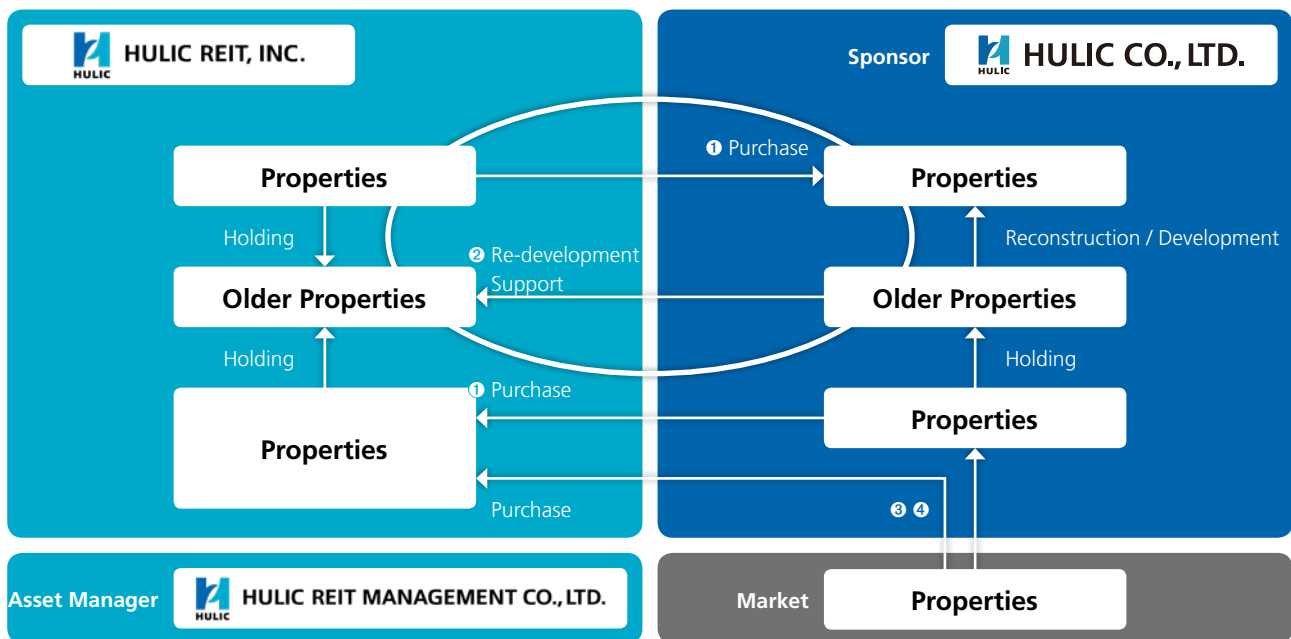 HULIC
HULIC REIT, INC.
Sponsor
HULIC
HULIC CO., LTD.
Properties
❶ Purchase
Properties
Holding
❷ Re-development
Support
Reconstruction / Development
Older Properties
Older Properties
Holding
❶ Purchase
Holding
Properties
Properties
Purchase
❸ ❹
Asset Manager
HULIC
HULIC REIT MANAGEMENT CO., LTD.
Market
Properties